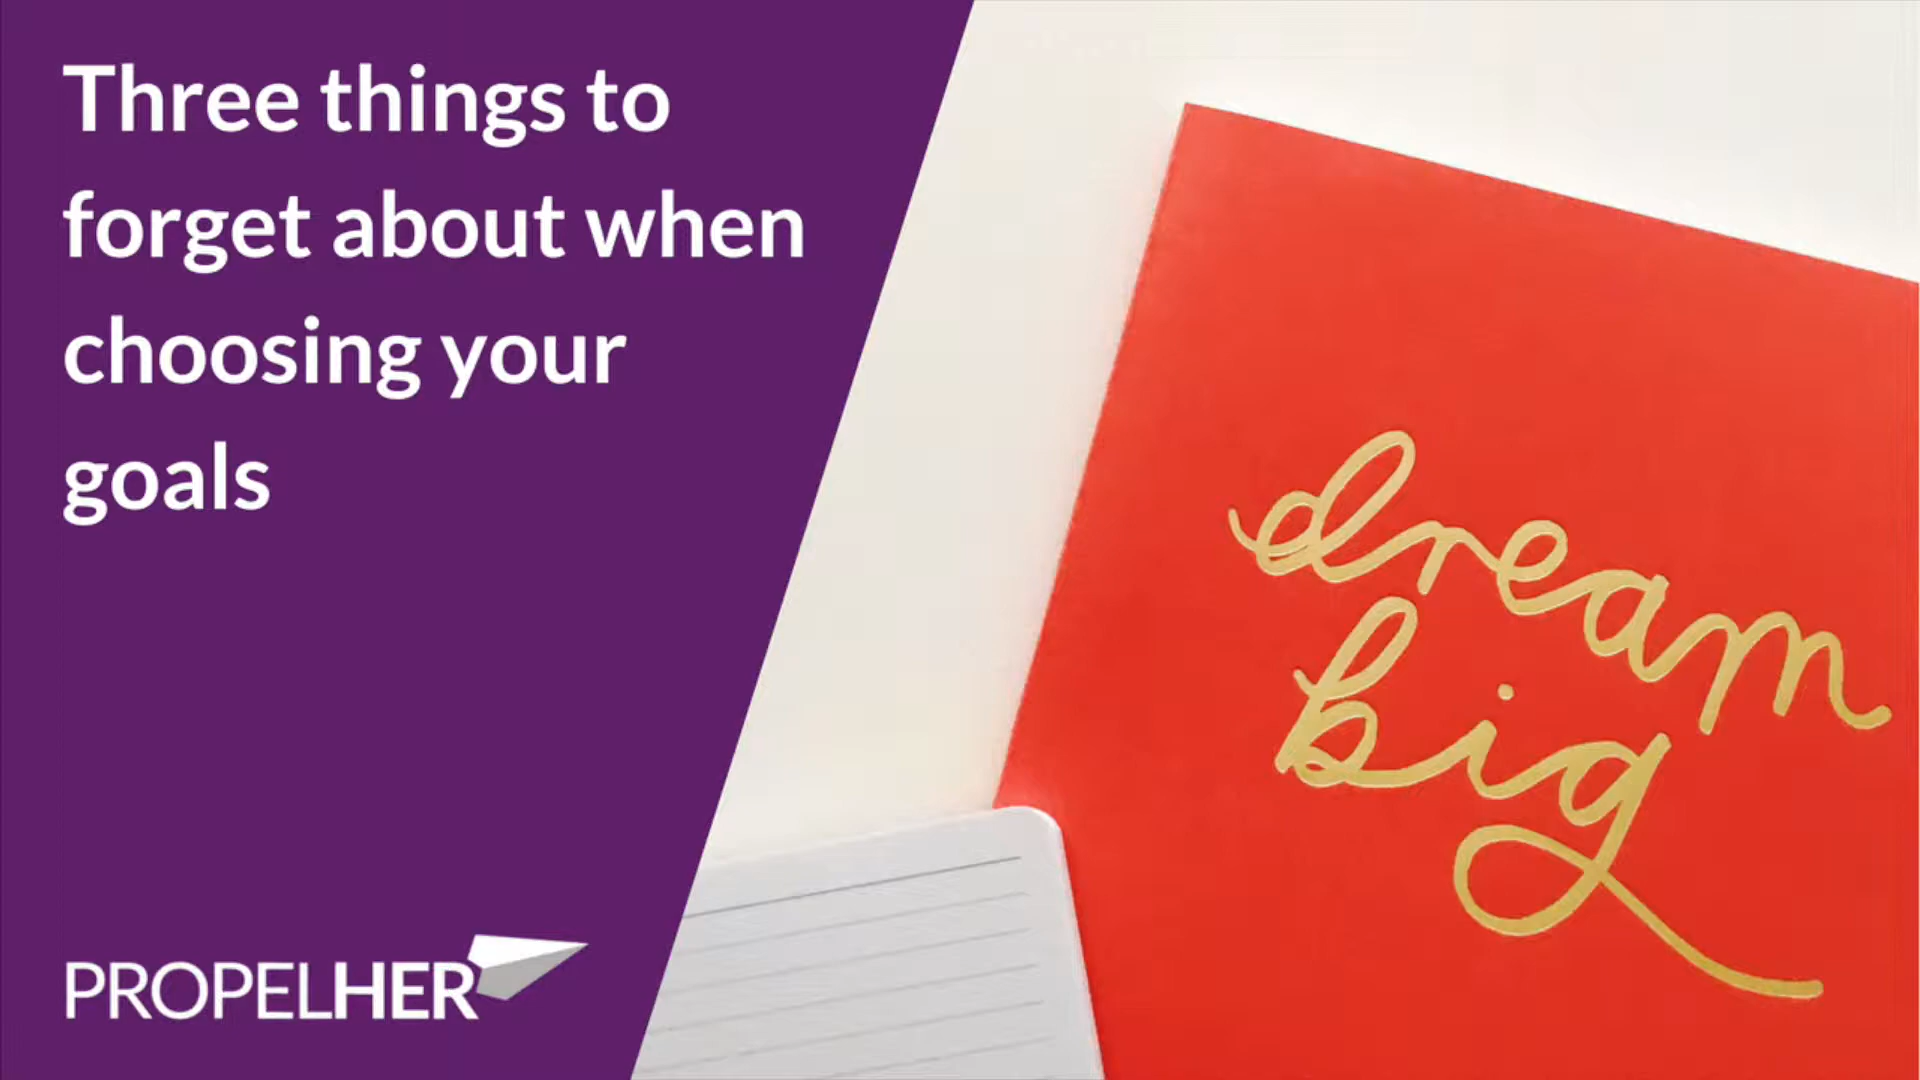 Three things to
forget about when
choosing your
goals
dream
big
PROPELHER